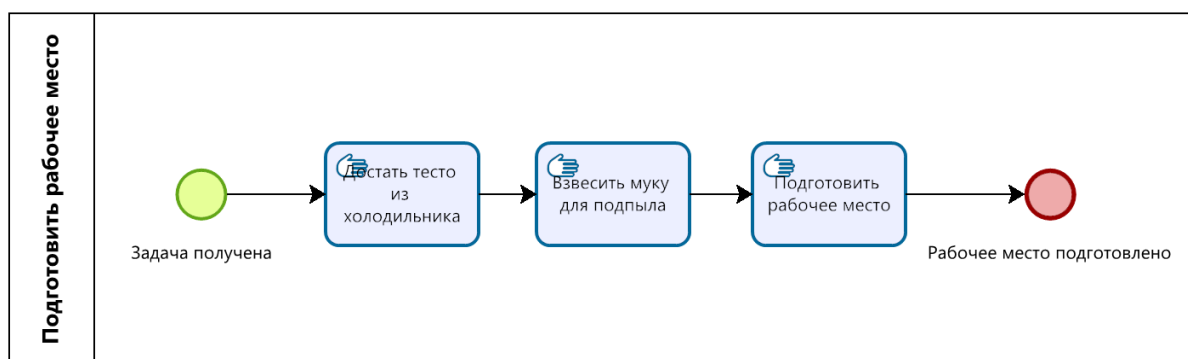 Подготовить рабочее место
Достать тесто
из
холодильника
Взвесить муку
для подпыла
Подготовить
рабочее место
Задача получена
Рабочее место подготовлено